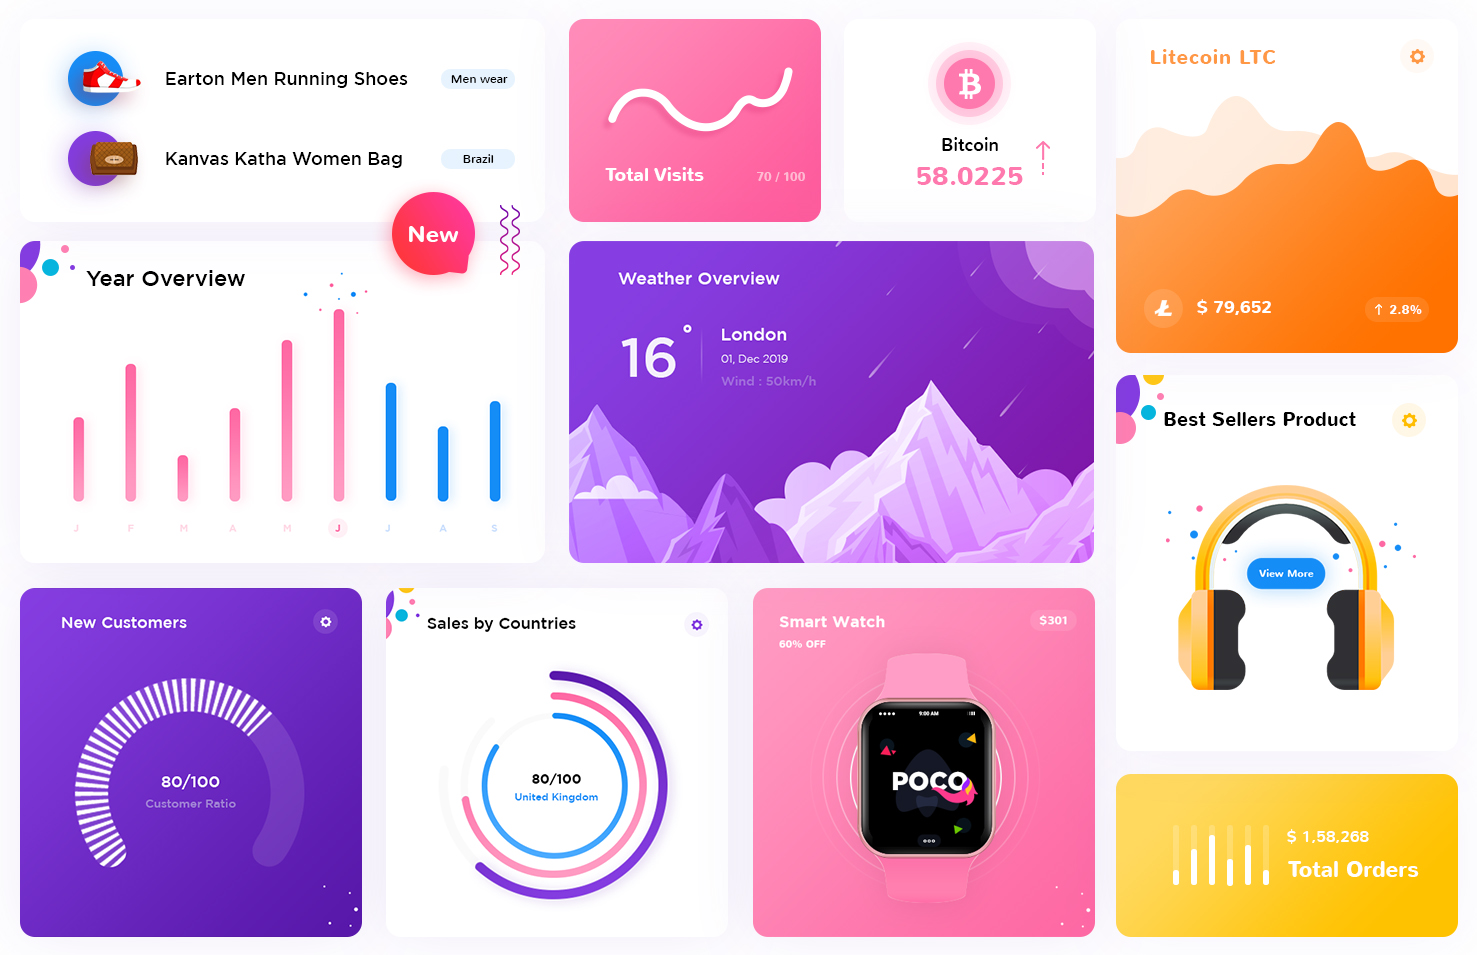 Earton Men Running Shoes
Men wear
Kanvas Katha Women Bag
Brazil
New
Total Visits
70 / 100
Bitcoin
58.0225
Litecoin LTC
$ 79,652
↑ 2.8%
Year Overview
J F M A M J J A S
Weather Overview
16°
London
01, Dec 2019
Wind : 50km/h
Best Sellers Product
View More
New Customers
80/100
Customer Ratio
Sales by Countries
80/100
United Kingdom
Smart Watch
$301
60% OFF
9:00 AM
POCO
$ 1,58,268
Total Orders